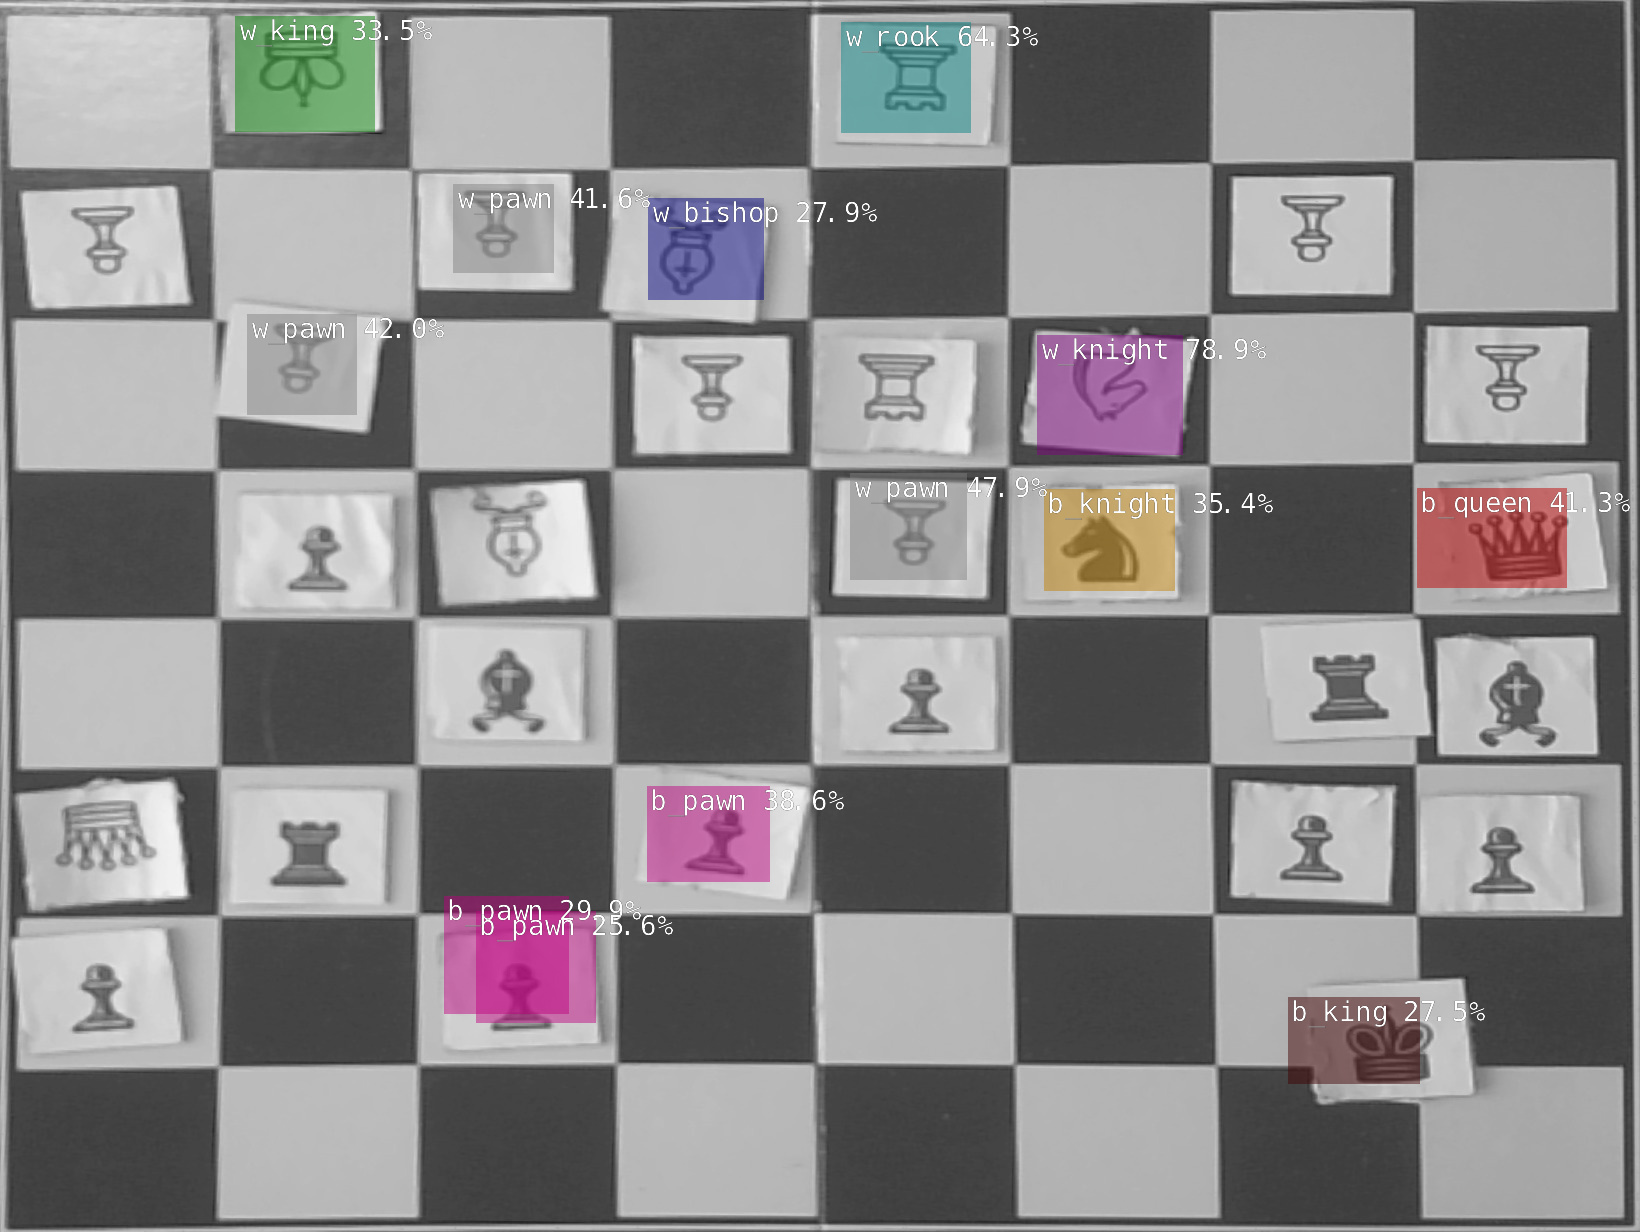 w_king 33.5%
w_rook 64.3%
w_pawn 41.6%
w_bishop 27.9%
w_pawn 42.0%
w_knight 78.9%
w_pawn 47.9%
b_knight 35.4%
b_queen 41.3%
b_pawn 38.6%
b_pawn 29.9%
b_pawn 25.6%
b_king 27.5%